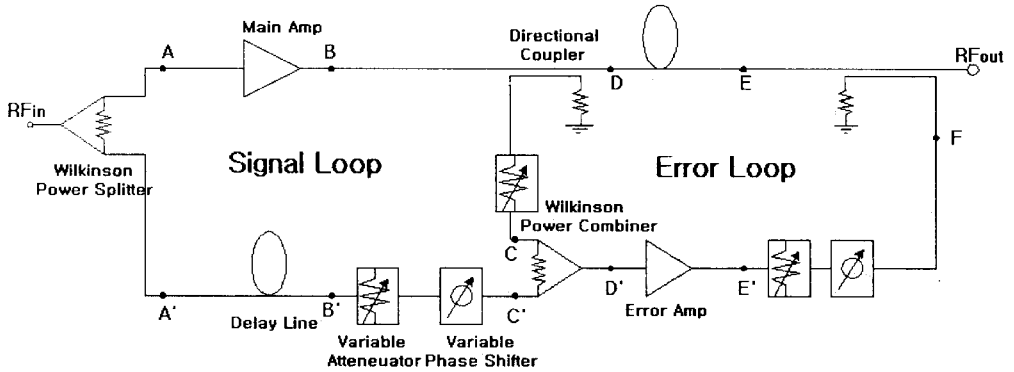 Main Amp
A
B
Directional
Coupler
D
E
RFout
RFin
F
Wilkinson
Power Splitter
Signal Loop
Error Loop
Wilkinson
Power Combiner
C
A'
B'
C'
D'
E'
Delay Line
Error Amp
Variable
Atteneuator
Variable
Phase Shifter